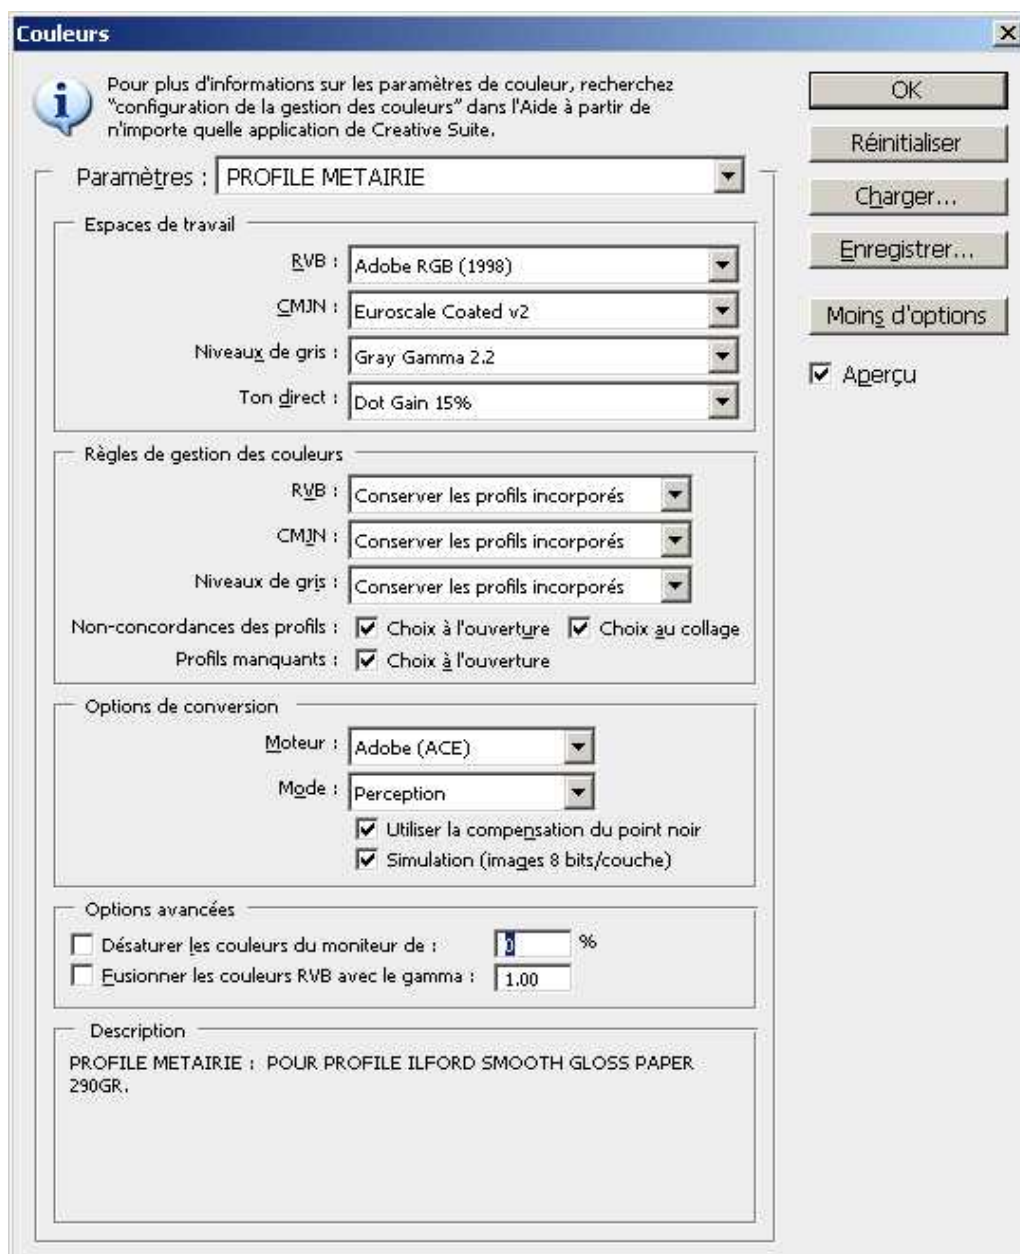 Couleurs
Pour plus d'informations sur les paramètres de couleur, recherchez
"configuration de la gestion des couleurs" dans l'Aide à partir de
n'importe quelle application de Creative Suite.
OK
Réinitialiser
Charger...
Enregistrer...
Moins d'options
Aperçu
Paramètres : PROFILE METAIRIE
Espaces de travail
RVB : Adobe RGB (1998)
CMJN : Euroscale Coated v2
Niveaux de gris : Gray Gamma 2.2
Ton direct : Dot Gain 15%
Règles de gestion des couleurs
RVB : Conserver les profils incorporés
CMJN : Conserver les profils incorporés
Niveaux de gris : Conserver les profils incorporés
Non-concordances des profils : Choix à l'ouverture Choix au collage
Profils manquants : Choix à l'ouverture
Options de conversion
Moteur : Adobe (ACE)
Mode : Perception
Utiliser la compensation du point noir
Simulation (images 8 bits/couche)
Options avancées
Désaturer les couleurs du moniteur de : 0 %
Fusionner les couleurs RVB avec le gamma : 1.00
Description
PROFILE METAIRIE : POUR PROFILE ILFORD SMOOTH GLOSS PAPER
290GR.